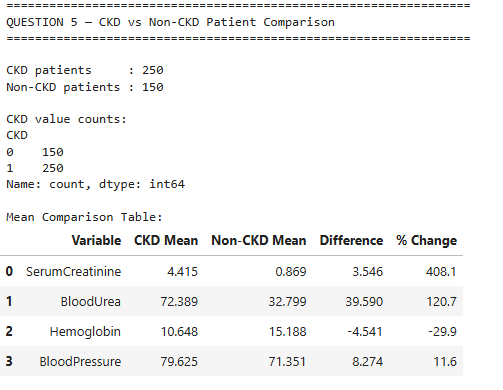 ==================================================================
QUESTION 5 — CKD vs Non-CKD Patient Comparison
==================================================================
CKD patients     : 250
Non-CKD patients : 150
CKD value counts:
CKD
0    150
1    250
Name: count, dtype: int64
Mean Comparison Table:
Variable CKD Mean Non-CKD Mean Difference % Change
0 SerumCreatinine 4.415 0.869 3.546 408.1
1 BloodUrea 72.389 32.799 39.590 120.7
2 Hemoglobin 10.648 15.188 -4.541 -29.9
3 BloodPressure 79.625 71.351 8.274 11.6